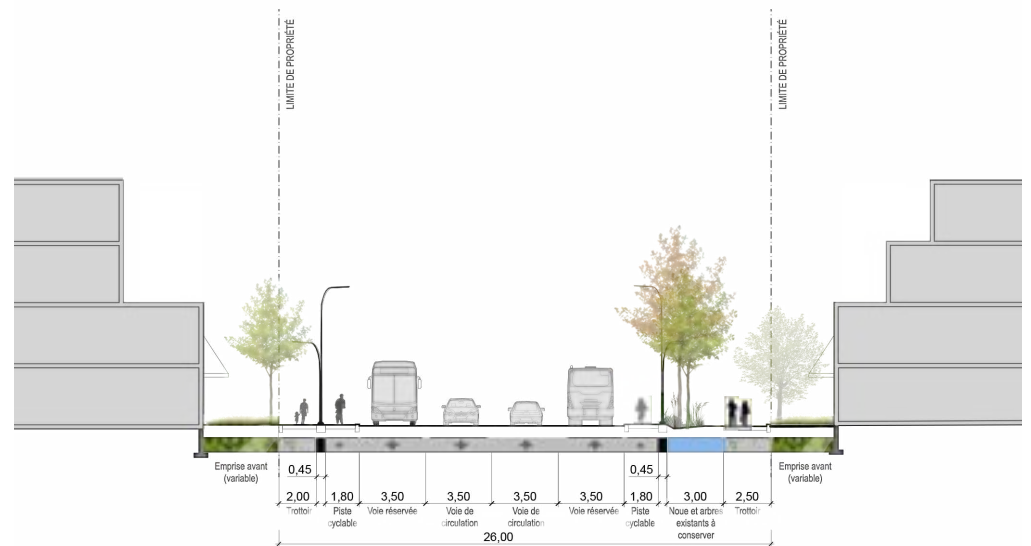 LIMITE DE PROPRIÉTÉ
LIMITE DE PROPRIÉTÉ
Emprise avant
(variable)
0,45
0,45
Emprise avant
(variable)
2,00
1,80
3,50
3,50
3,50
3,50
1,80
3,00
2,50
Trottoir
Piste
cyclable
Voie réservée
Voie de
circulation
Voie de
circulation
Voie réservée
Piste
cyclable
Noue et arbres
existants à
conserver
Trottoir
26,00